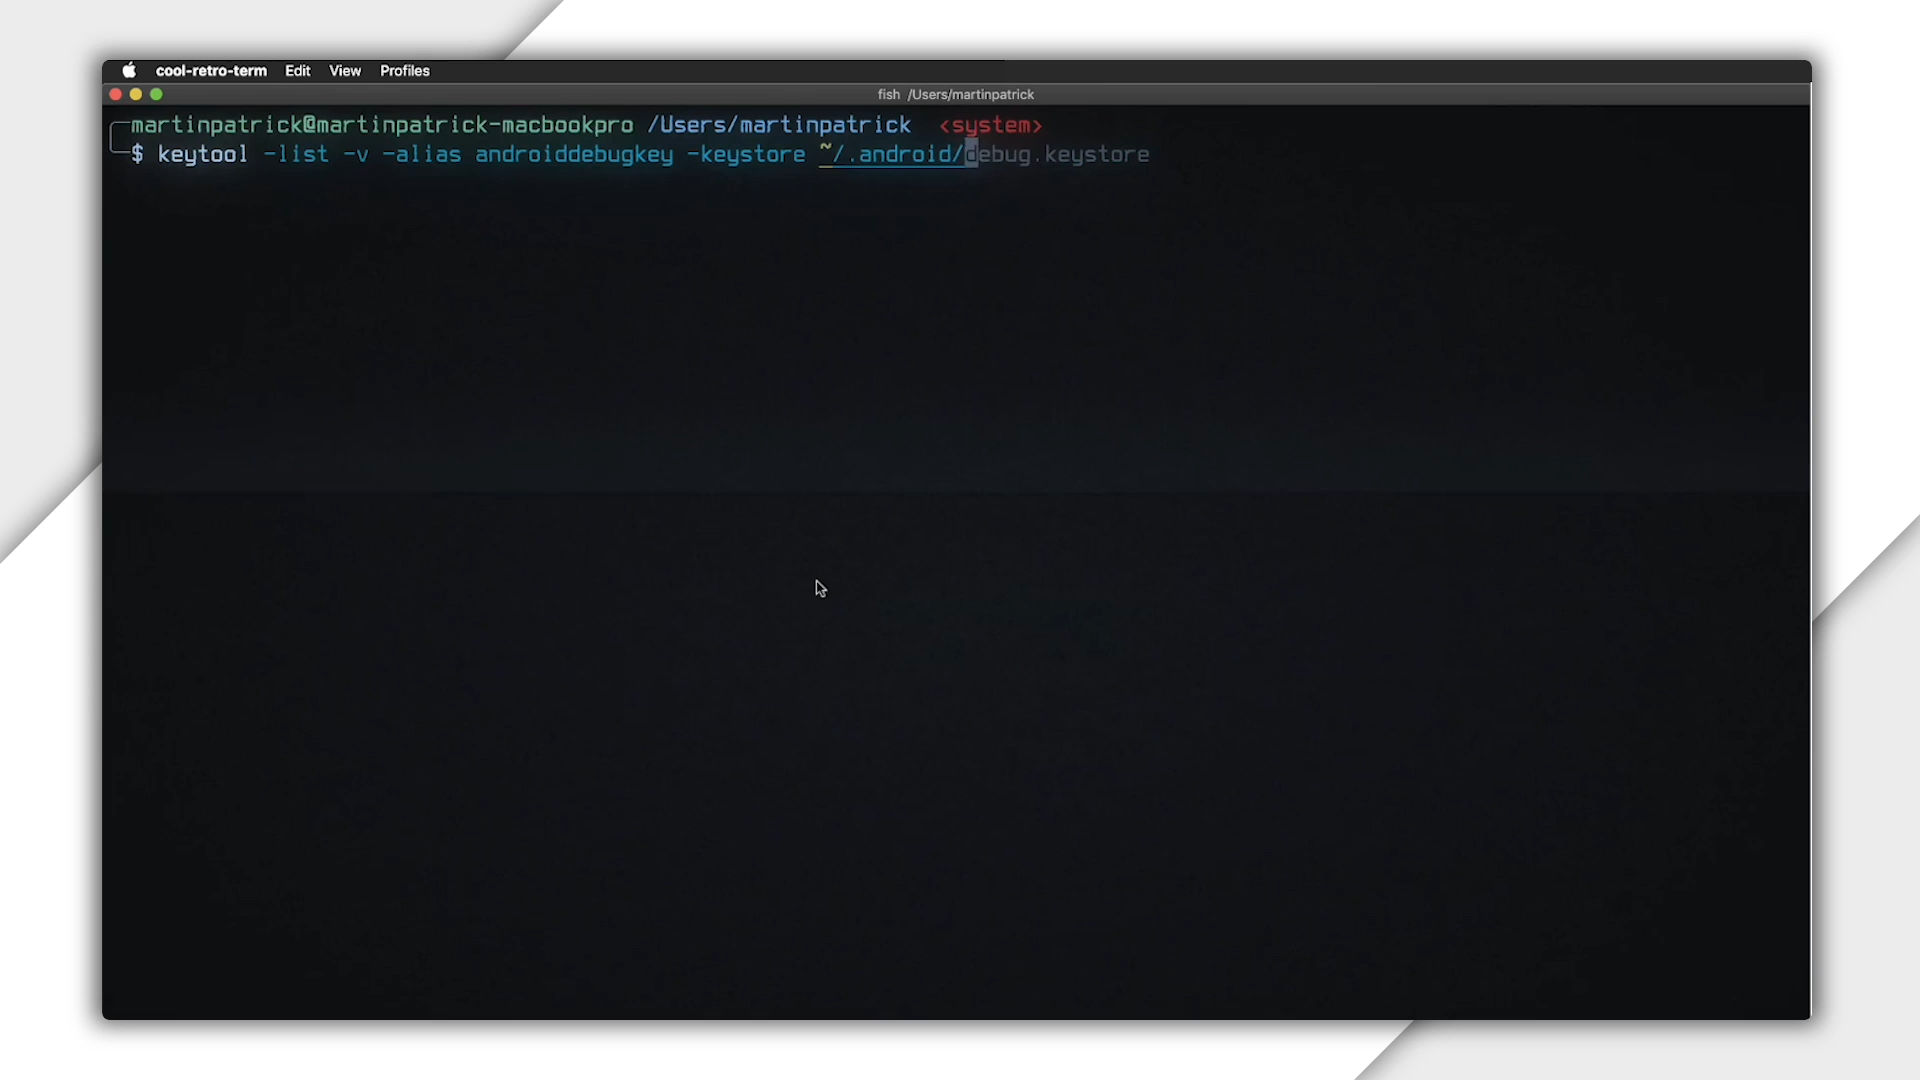 cool-retro-term Edit View Profiles
fish /Users/martinpatrick
martinpatrick@martinpatrick-macbookpro /Users/martinpatrick <system>
$ keytool -list -v -alias androiddebugkey -keystore ~/.android/debug.keystore